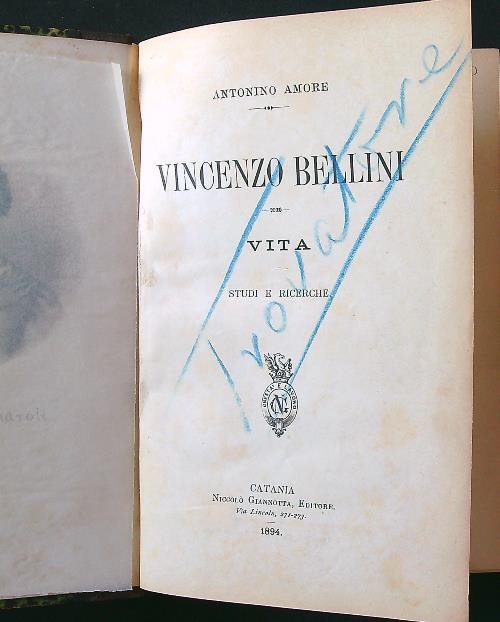 ANTONINO AMORE
VINCENZO BELLINI
VITA
STUDI E RICERCHE
Trovatore
CATANIA
NICCOLÒ GIANNOTTA, EDITORE.
Via Lincoln, 271-273.
1894.